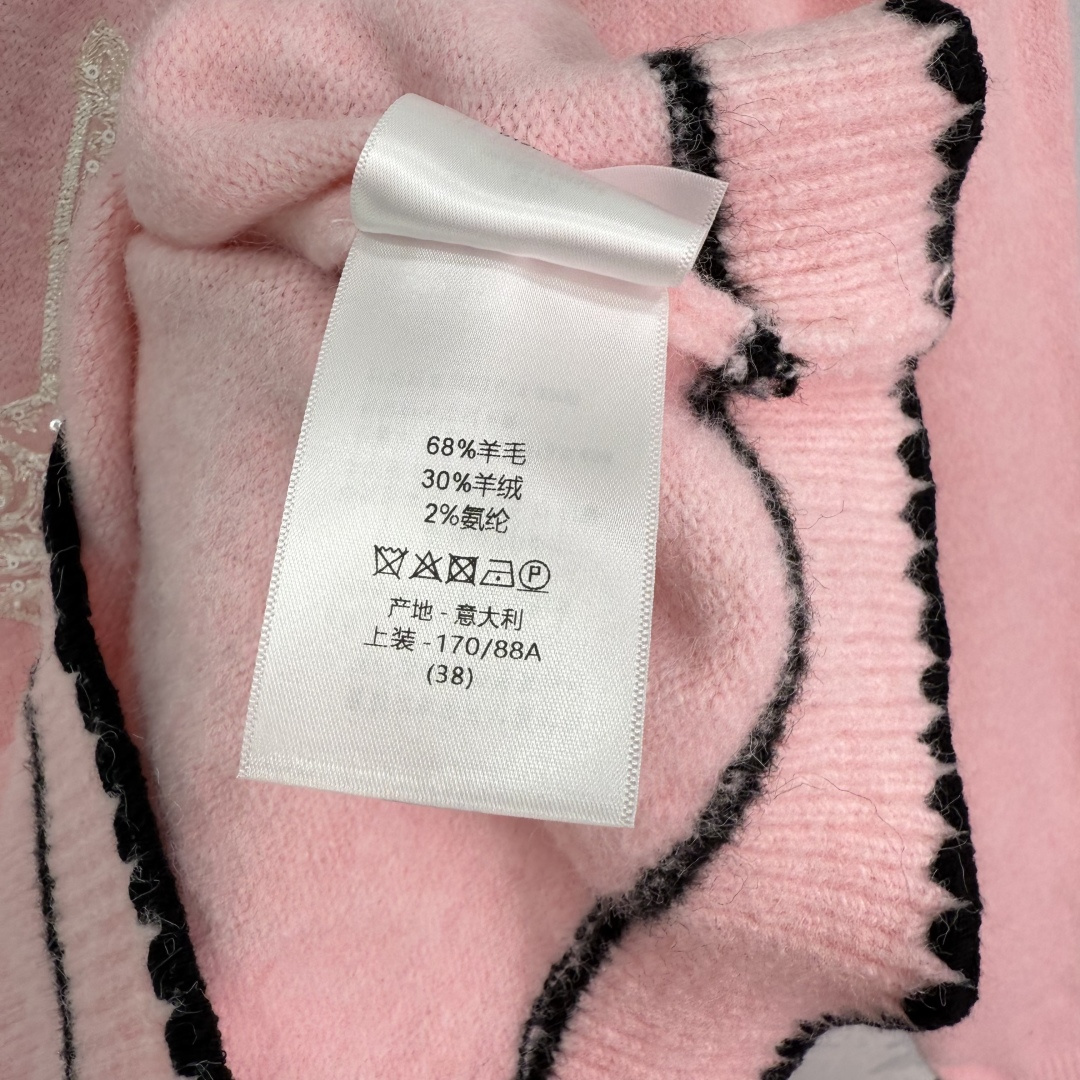 68%羊毛
30%羊绒
2%氨纶
P
产地 - 意大利
上装 -170/88A
(38)